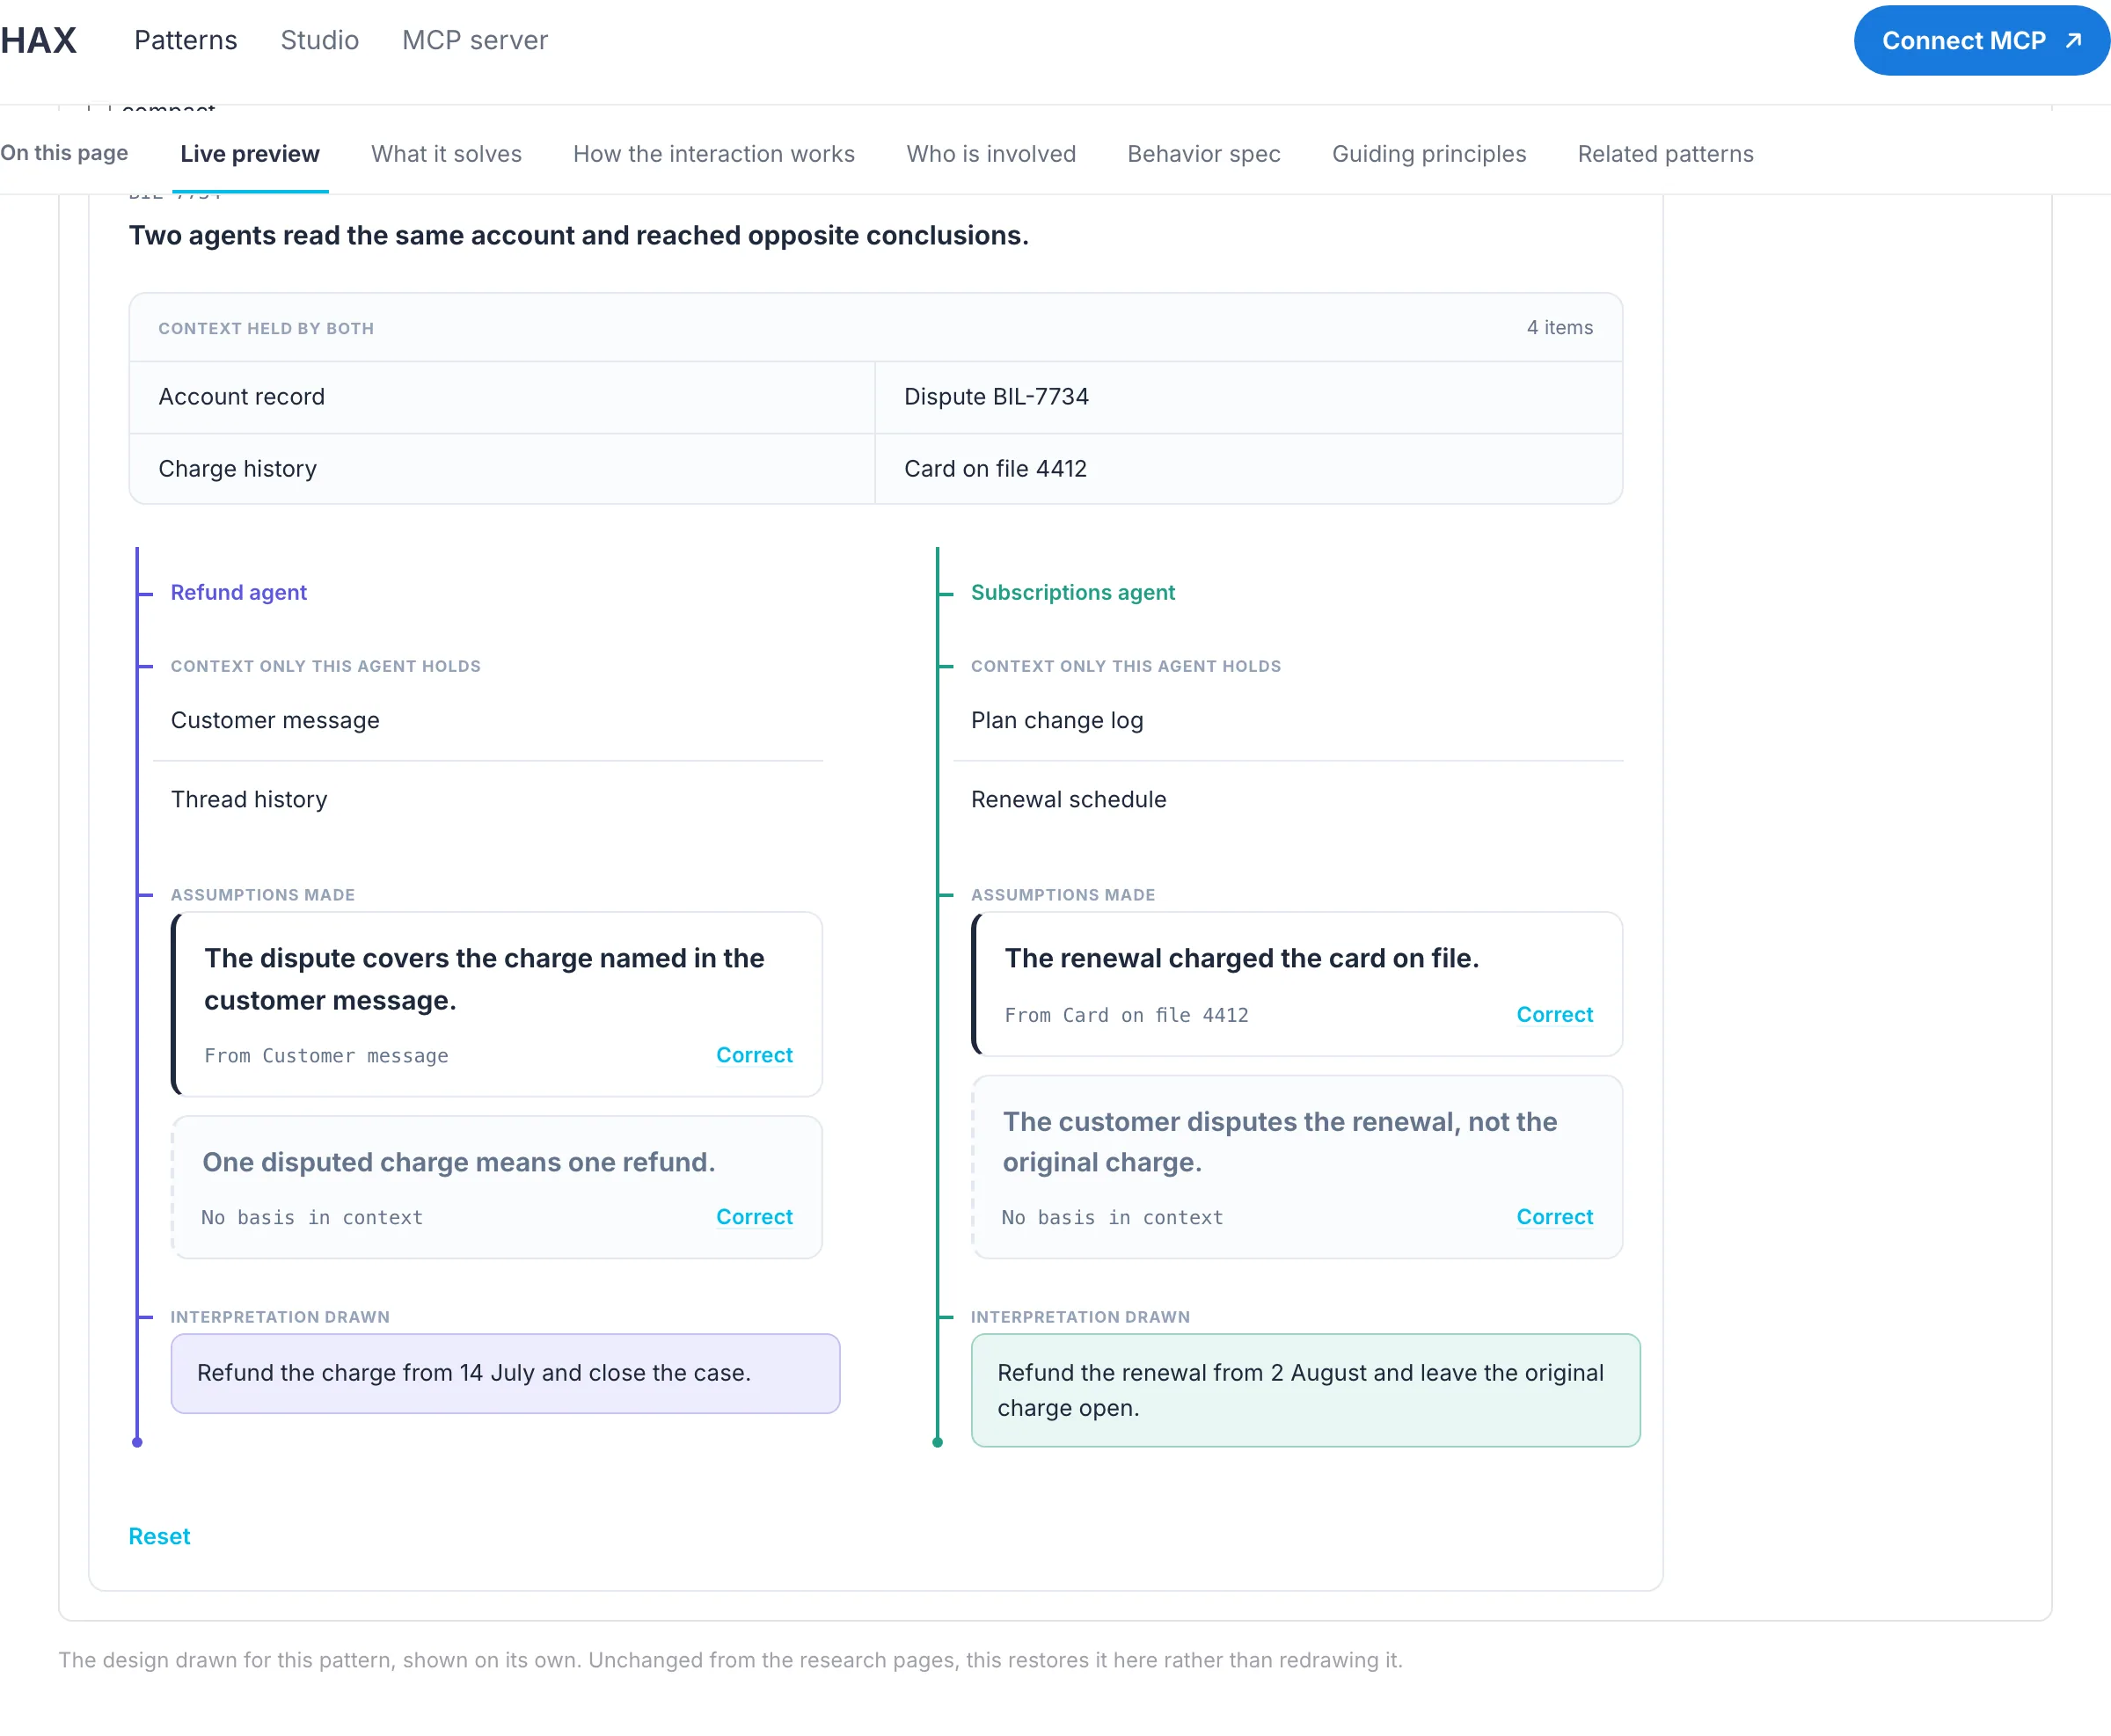 HAX
Patterns
Studio
MCP server
Connect MCP
compact
On this page
Live preview
What it solves
How the interaction works
Who is involved
Behavior spec
Guiding principles
Related patterns
Two agents read the same account and reached opposite conclusions.
CONTEXT HELD BY BOTH
4 items
Account record
Dispute BIL-7734
Charge history
Card on file 4412
Refund agent
CONTEXT ONLY THIS AGENT HOLDS
Customer message
Thread history
ASSUMPTIONS MADE
The dispute covers the charge named in the
customer message.
From Customer message
Correct
One disputed charge means one refund.
No basis in context
Correct
INTERPRETATION DRAWN
Refund the charge from 14 July and close the case.
Subscriptions agent
CONTEXT ONLY THIS AGENT HOLDS
Plan change log
Renewal schedule
ASSUMPTIONS MADE
The renewal charged the card on file.
From Card on file 4412
Correct
The customer disputes the renewal, not the
original charge.
No basis in context
Correct
INTERPRETATION DRAWN
Refund the renewal from 2 August and leave the original
charge open.
Reset
The design drawn for this pattern, shown on its own. Unchanged from the research pages, this restores it here rather than redrawing it.